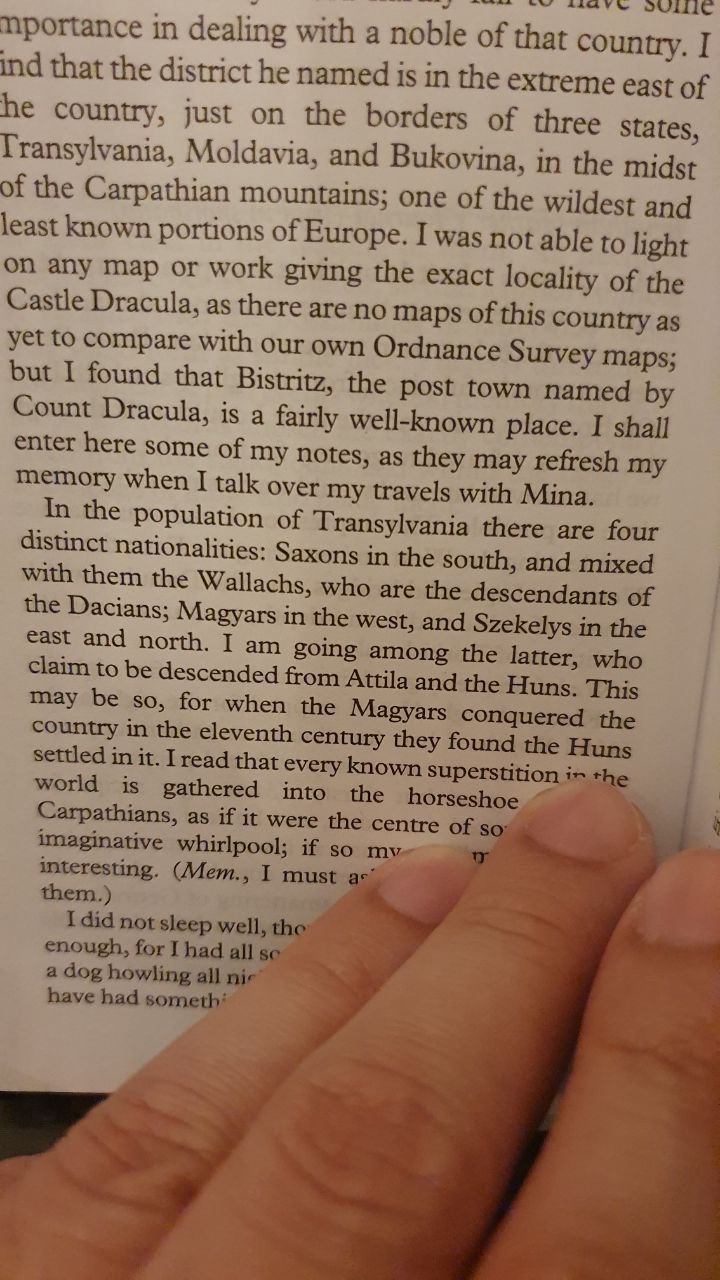 to have some
mportance in dealing with a noble of that country. I
ind that the district he named is in the extreme east of
he country, just on the borders of three states,
Transylvania, Moldavia, and Bukovina, in the midst
of the Carpathian mountains; one of the wildest and
least known portions of Europe. I was not able to light
on any map or work giving the exact locality of the
Castle Dracula, as there are no maps of this country as
yet to compare with our own Ordnance Survey maps;
but I found that Bistritz, the post town named by
Count Dracula, is a fairly well-known place. I shall
enter here some of my notes, as they may refresh my
memory when I talk over my travels with Mina.
In the population of Transylvania there are four
distinct nationalities: Saxons in the south, and mixed
with them the Wallachs, who are the descendants of
the Dacians; Magyars in the west, and Szekelys in the
east and north. I am going among the latter, who
claim to be descended from Attila and the Huns. This
may be so, for when the Magyars conquered the
country in the eleventh century they found the Huns
settled in it. I read that every known superstition in the
world is gathered into the horseshoe
Carpathians, as if it were the centre of so
imaginative whirlpool; if so my
interesting. (Mem., I must as
them.)
I did not sleep well, tho
enough, for I had all so
a dog howling all ni
have had someth